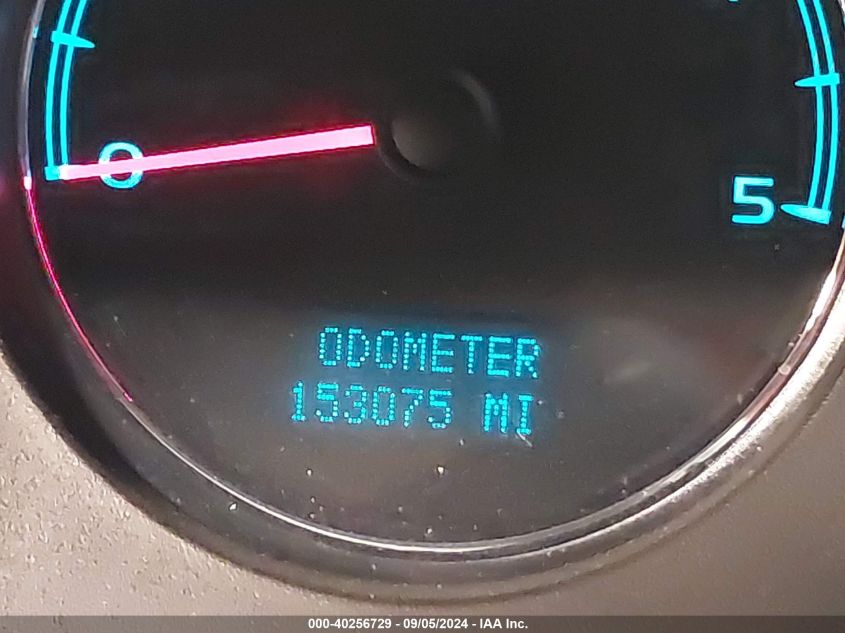 0
5
ODOMETER
153075 MI
000-40256729 - 09/05/2024 - IAA Inc.